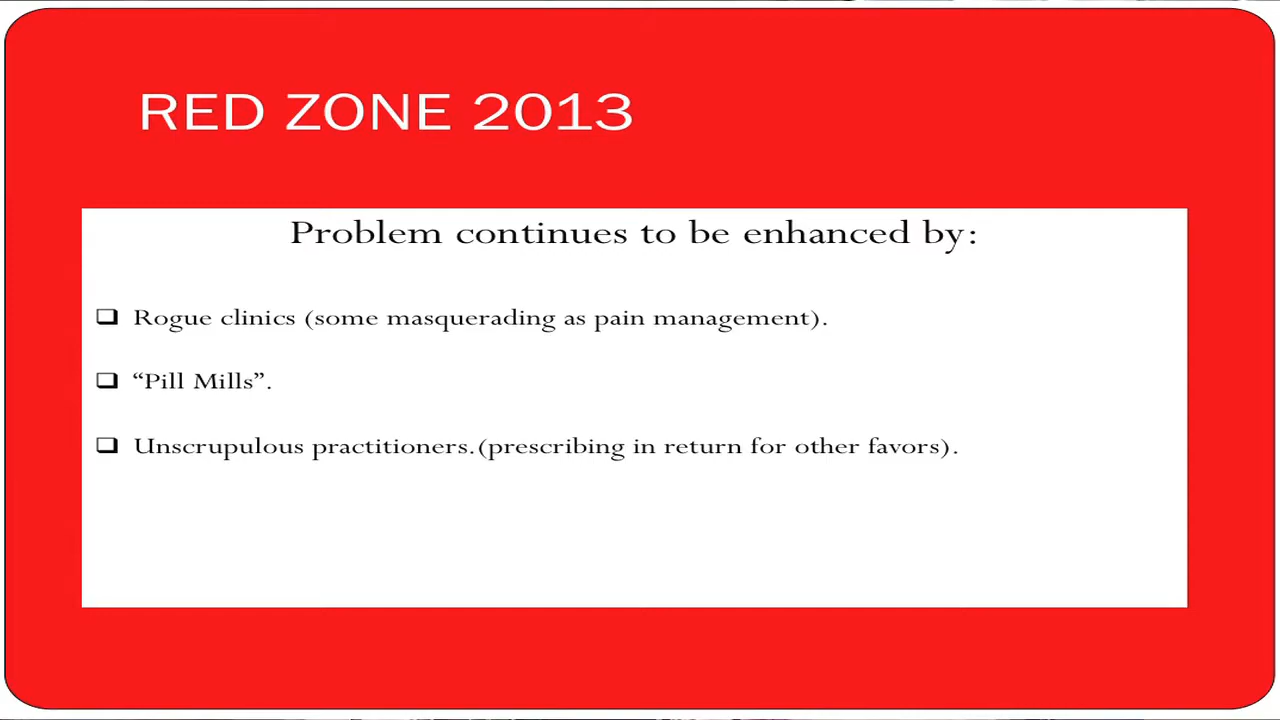 RED ZONE 2013
Problem continues to be enhanced by:
Rogue clinics (some masquerading as pain management).
“Pill Mills”.
Unscrupulous practitioners.(prescribing in return for other favors).